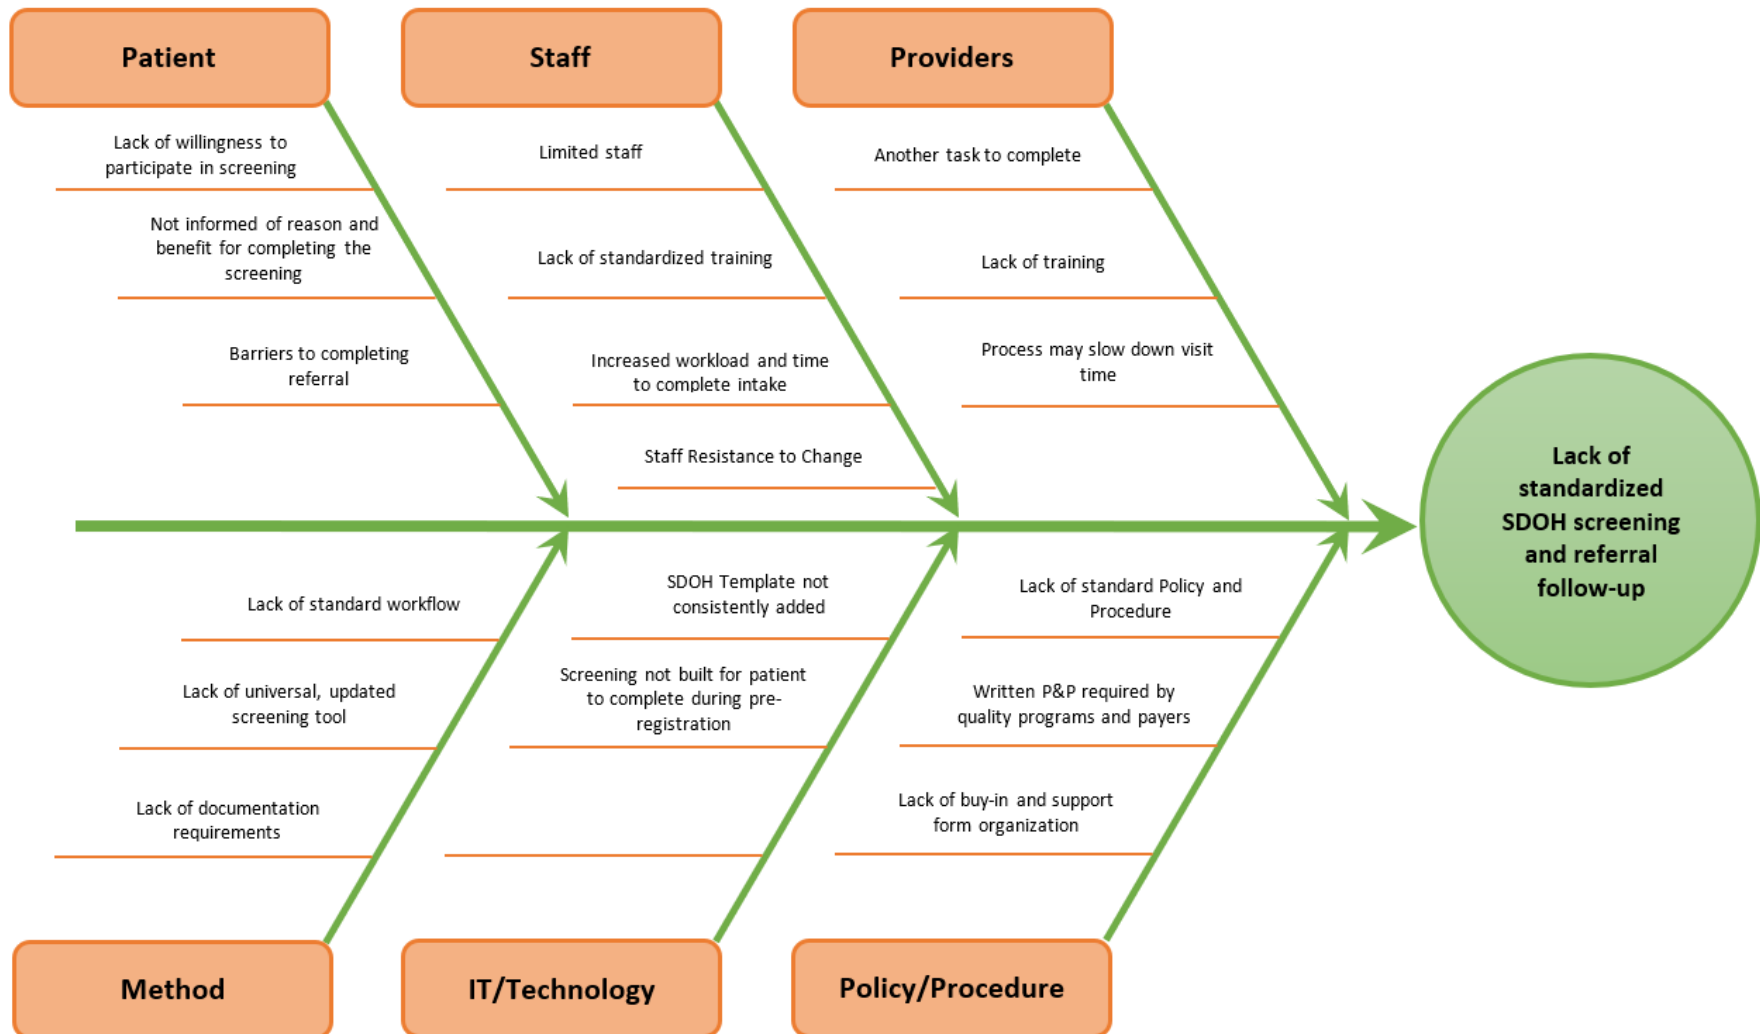 Patient
Staff
Providers
Lack of willingness to
participate in screening
Not informed of reason and
benefit for completing the
screening
Barriers to completing
referral
Limited staff
Lack of standardized training
Increased workload and time
to complete intake
Staff Resistance to Change
Another task to complete
Lack of training
Process may slow down visit
time
Lack of
standardized
SDOH screening
and referral
follow-up
Lack of standard workflow
Lack of universal, updated
screening tool
Lack of documentation
requirements
SDOH Template not
consistently added
Screening not built for patient
to complete during pre-
registration
Lack of standard Policy and
Procedure
Written P&P required by
quality programs and payers
Lack of buy-in and support
form organization
Method
IT/Technology
Policy/Procedure